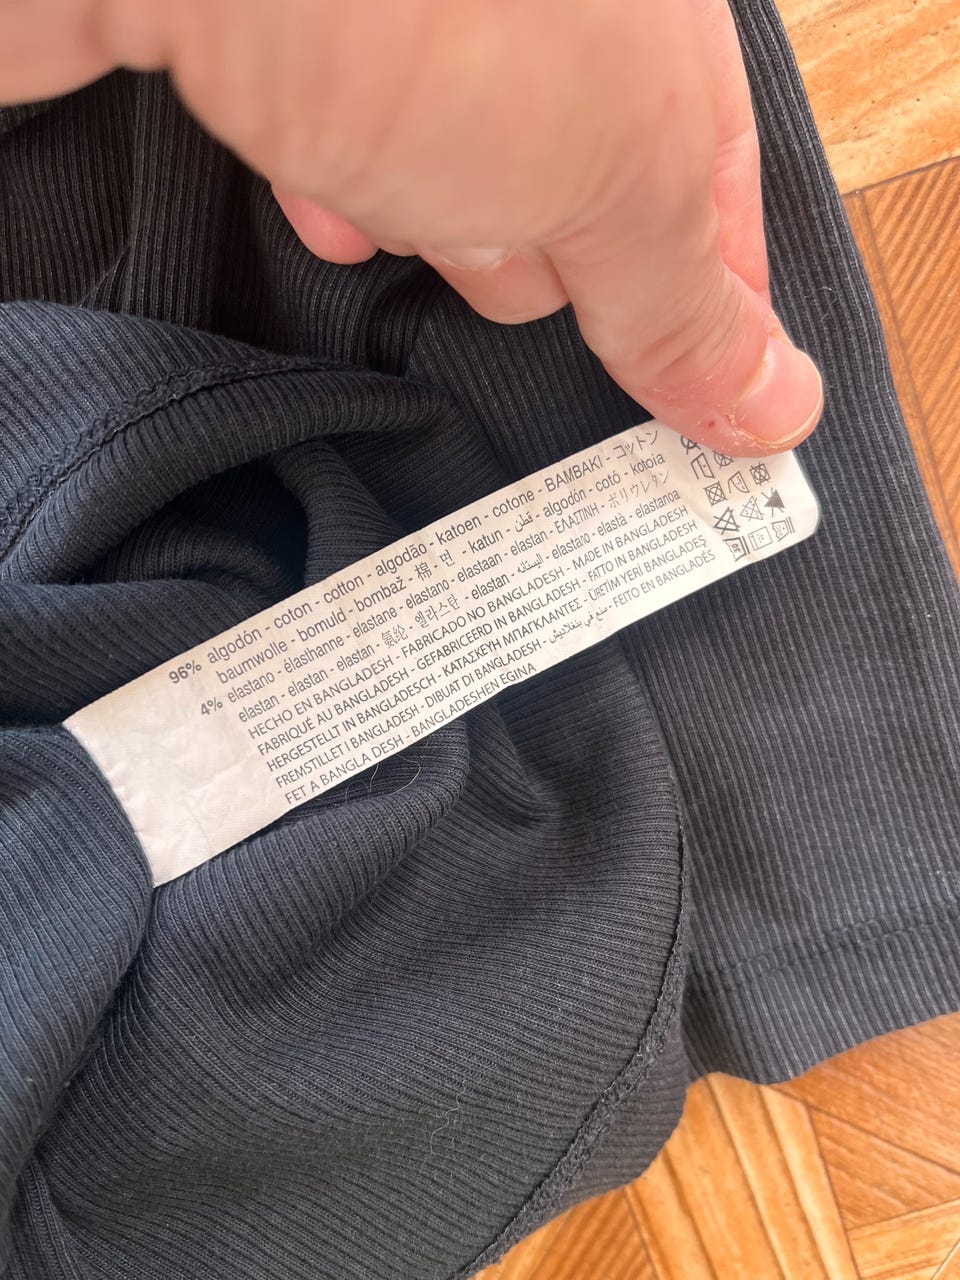 96% algodón - coton - cotton - algodão - katoen - cotone - BAMBAKI - コットン
baumwolle - bomuld - bombaž - 棉 - 면 - katun - قطن - algodón - cotó - kotoia
4% elastano - élasthanne - elastane - elastano - elastaan - elastan - ΕΛΑΣΤΙΝΗ - ポリウレタン
elastan - elastan - elastan - 氨纶 - 엘라스탄 - elastan - الیستان - elastano - elastà - elastanoa
HECHO EN BANGLADESH - FABRICADO NO BANGLADESH - MADE IN BANGLADESH
FABRIQUÉ AU BANGLADESH - GEFABRICEERD IN BANGLADESH - FATTO IN BANGLADESH
HERGESTELLT IN BANGLADESCH - ΚΑΤΑΣΚΕΥΗ ΜΠΑΓΚΛΑΝΤΕΣ - ÜRETİM YERİ BANGLADEŞ
FREMSTILLET I BANGLADESH - DIBUAT DI BANGLADESH - صنع في بنغلاديش - FEITO EN BANGLADÉS
FET A BANGLA DESH - BANGLADESHEN EGINA